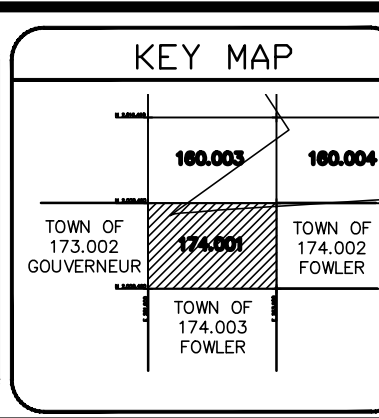 KEY MAP
160.003 160.004
TOWN OF
173.002
GOUVERNEUR
174.001
TOWN OF
174.002
FOWLER
TOWN OF
174.003
FOWLER